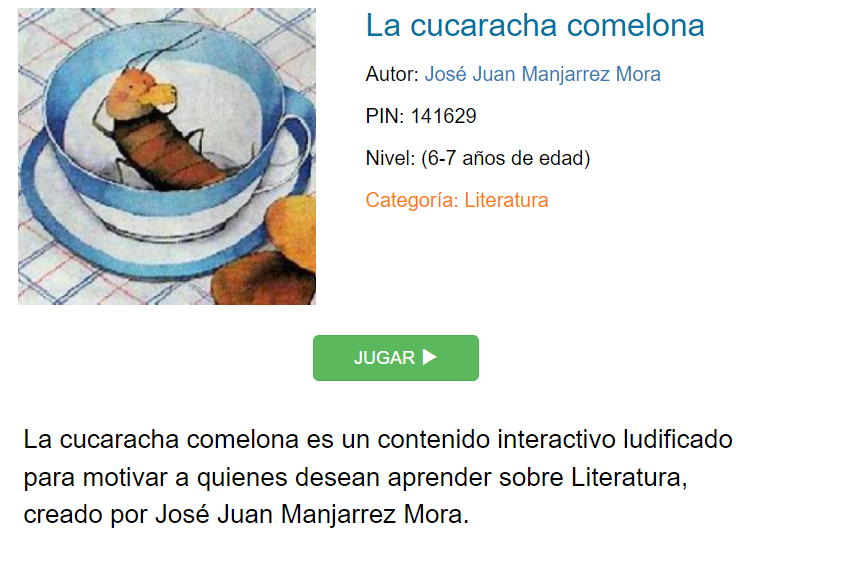 La cucaracha comelona
Autor: José Juan Manjarrez Mora
PIN: 141629
Nivel: (6-7 años de edad)
Categoría: Literatura
JUGAR
La cucaracha comelona es un contenido interactivo ludificado
para motivar a quienes desean aprender sobre Literatura,
creado por José Juan Manjarrez Mora.